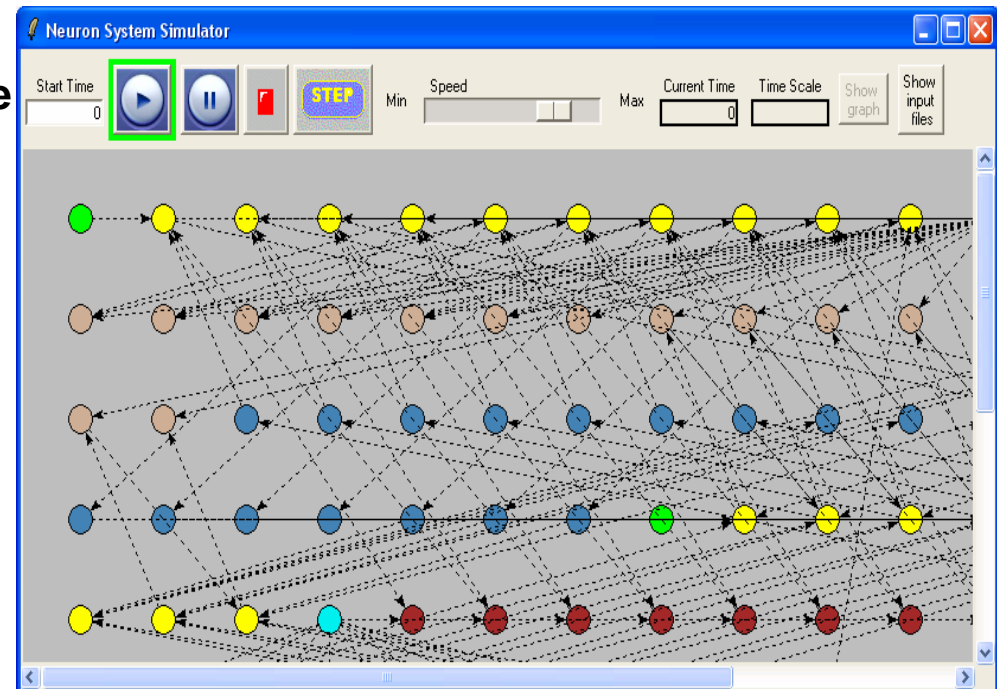 Neuron System Simulator
e
Start Time
0
STEP
Min
Speed
Max
Current Time
0
Time Scale
Show graph
Show
input
files